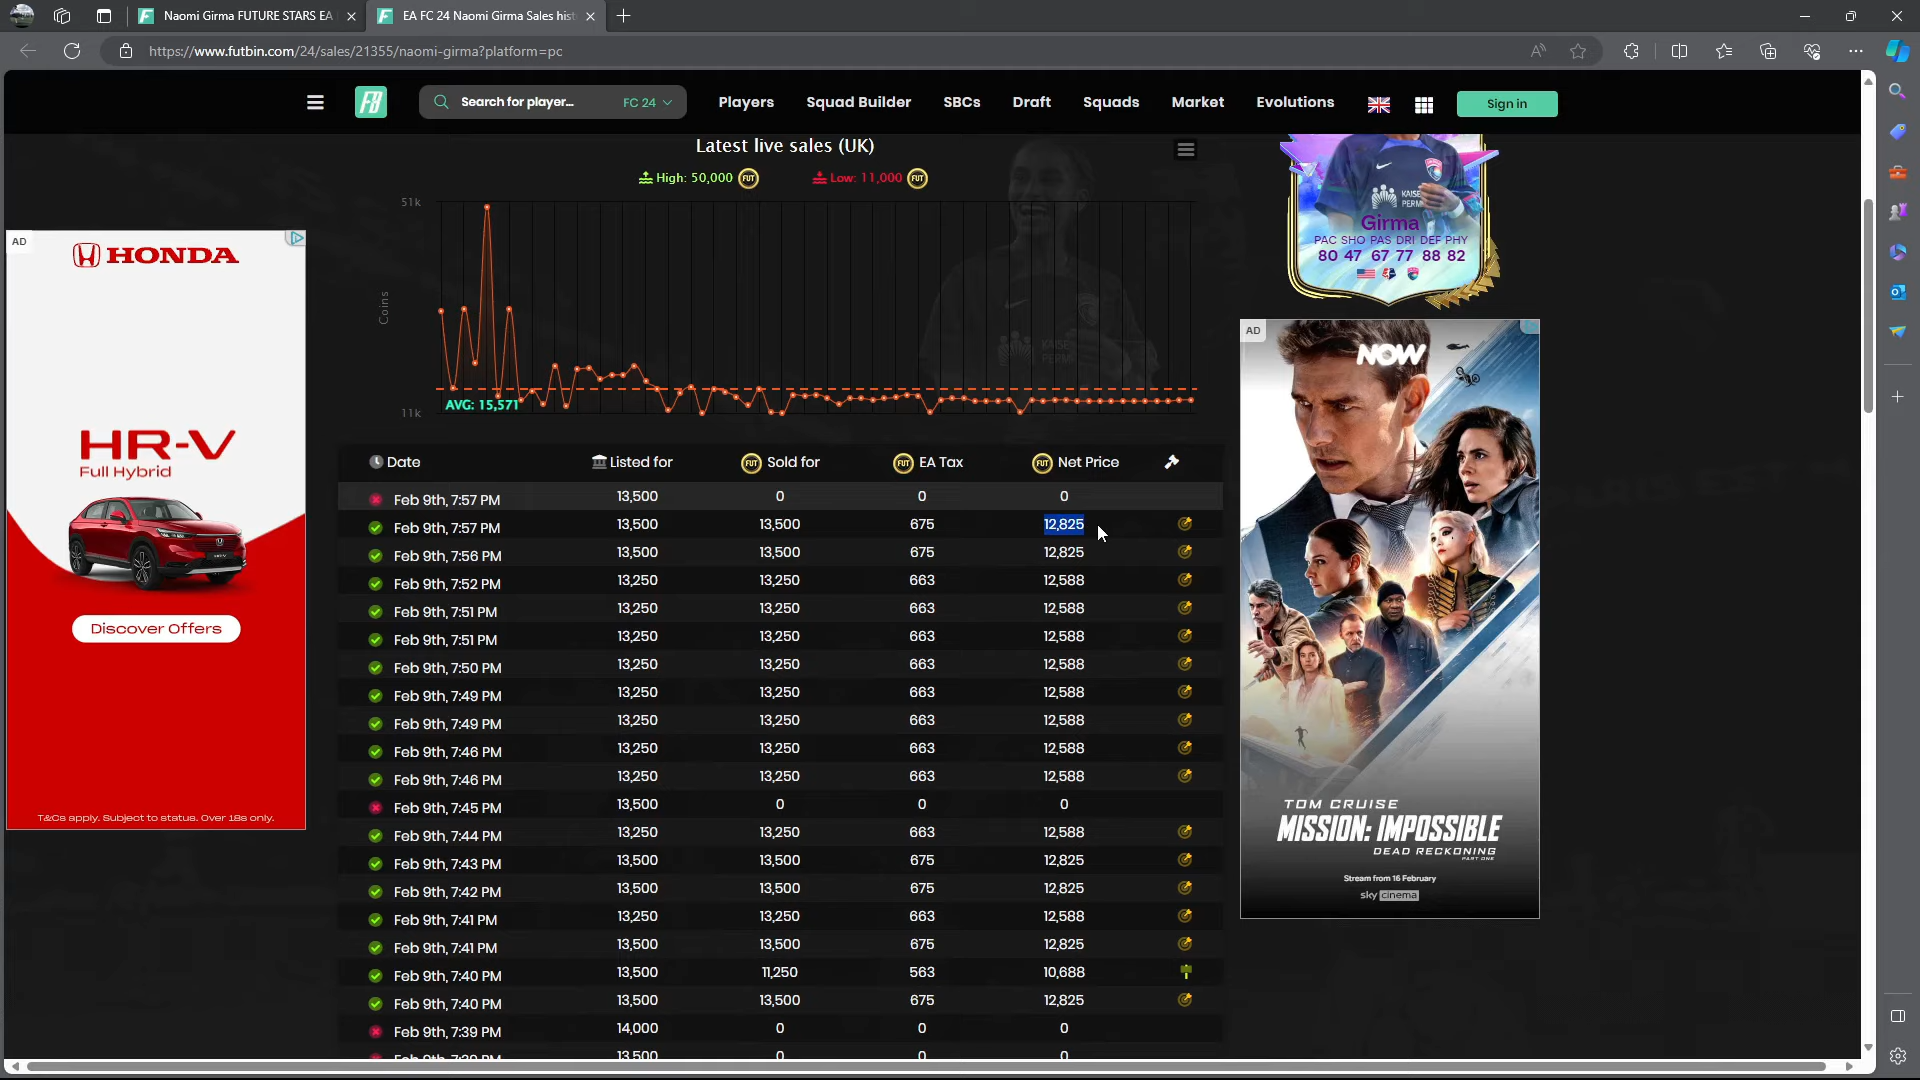 Naomi Girma FUTURE STARS EA
EA FC 24 Naomi Girma Sales hist
https://www.futbin.com/24/sales/21355/naomi-girma?platform=pc
Search for player...
FC 24
Players
Squad Builder
SBCs
Draft
Squads
Market
Evolutions
Sign in
Latest live sales (UK)
High: 50,000 FUT
Low: 11,000 FUT
51k
Coins
11k
AVG: 15,571
Date Listed for FUT Sold for FUT EA Tax FUT Net Price
Feb 9th, 7:57 PM 13,500 0 0 0
Feb 9th, 7:57 PM 13,500 13,500 675 12,825
Feb 9th, 7:56 PM 13,500 13,500 675 12,825
Feb 9th, 7:52 PM 13,250 13,250 663 12,588
Feb 9th, 7:51 PM 13,250 13,250 663 12,588
Feb 9th, 7:51 PM 13,250 13,250 663 12,588
Feb 9th, 7:50 PM 13,250 13,250 663 12,588
Feb 9th, 7:49 PM 13,250 13,250 663 12,588
Feb 9th, 7:49 PM 13,250 13,250 663 12,588
Feb 9th, 7:46 PM 13,250 13,250 663 12,588
Feb 9th, 7:46 PM 13,250 13,250 663 12,588
Feb 9th, 7:45 PM 13,500 0 0 0
Feb 9th, 7:44 PM 13,250 13,250 663 12,588
Feb 9th, 7:43 PM 13,500 13,500 675 12,825
Feb 9th, 7:42 PM 13,500 13,500 675 12,825
Feb 9th, 7:41 PM 13,250 13,250 663 12,588
Feb 9th, 7:41 PM 13,500 13,500 675 12,825
Feb 9th, 7:40 PM 13,500 11,250 563 10,688
Feb 9th, 7:40 PM 13,500 13,500 675 12,825
Feb 9th, 7:39 PM 14,000 0 0 0
Feb 9th, 7:39 PM 13,500 0 0 0
AD
HONDA
HR-V
Full Hybrid
Discover Offers
T&Cs apply. Subject to status. Over 18s only.
Girma
PAC SHO PAS DRI DEF PHY
80 47 67 77 88 82
AD
NOW
TOM CRUISE
MISSION: IMPOSSIBLE
DEAD RECKONING
PART ONE
Stream from 16 February
sky cinema